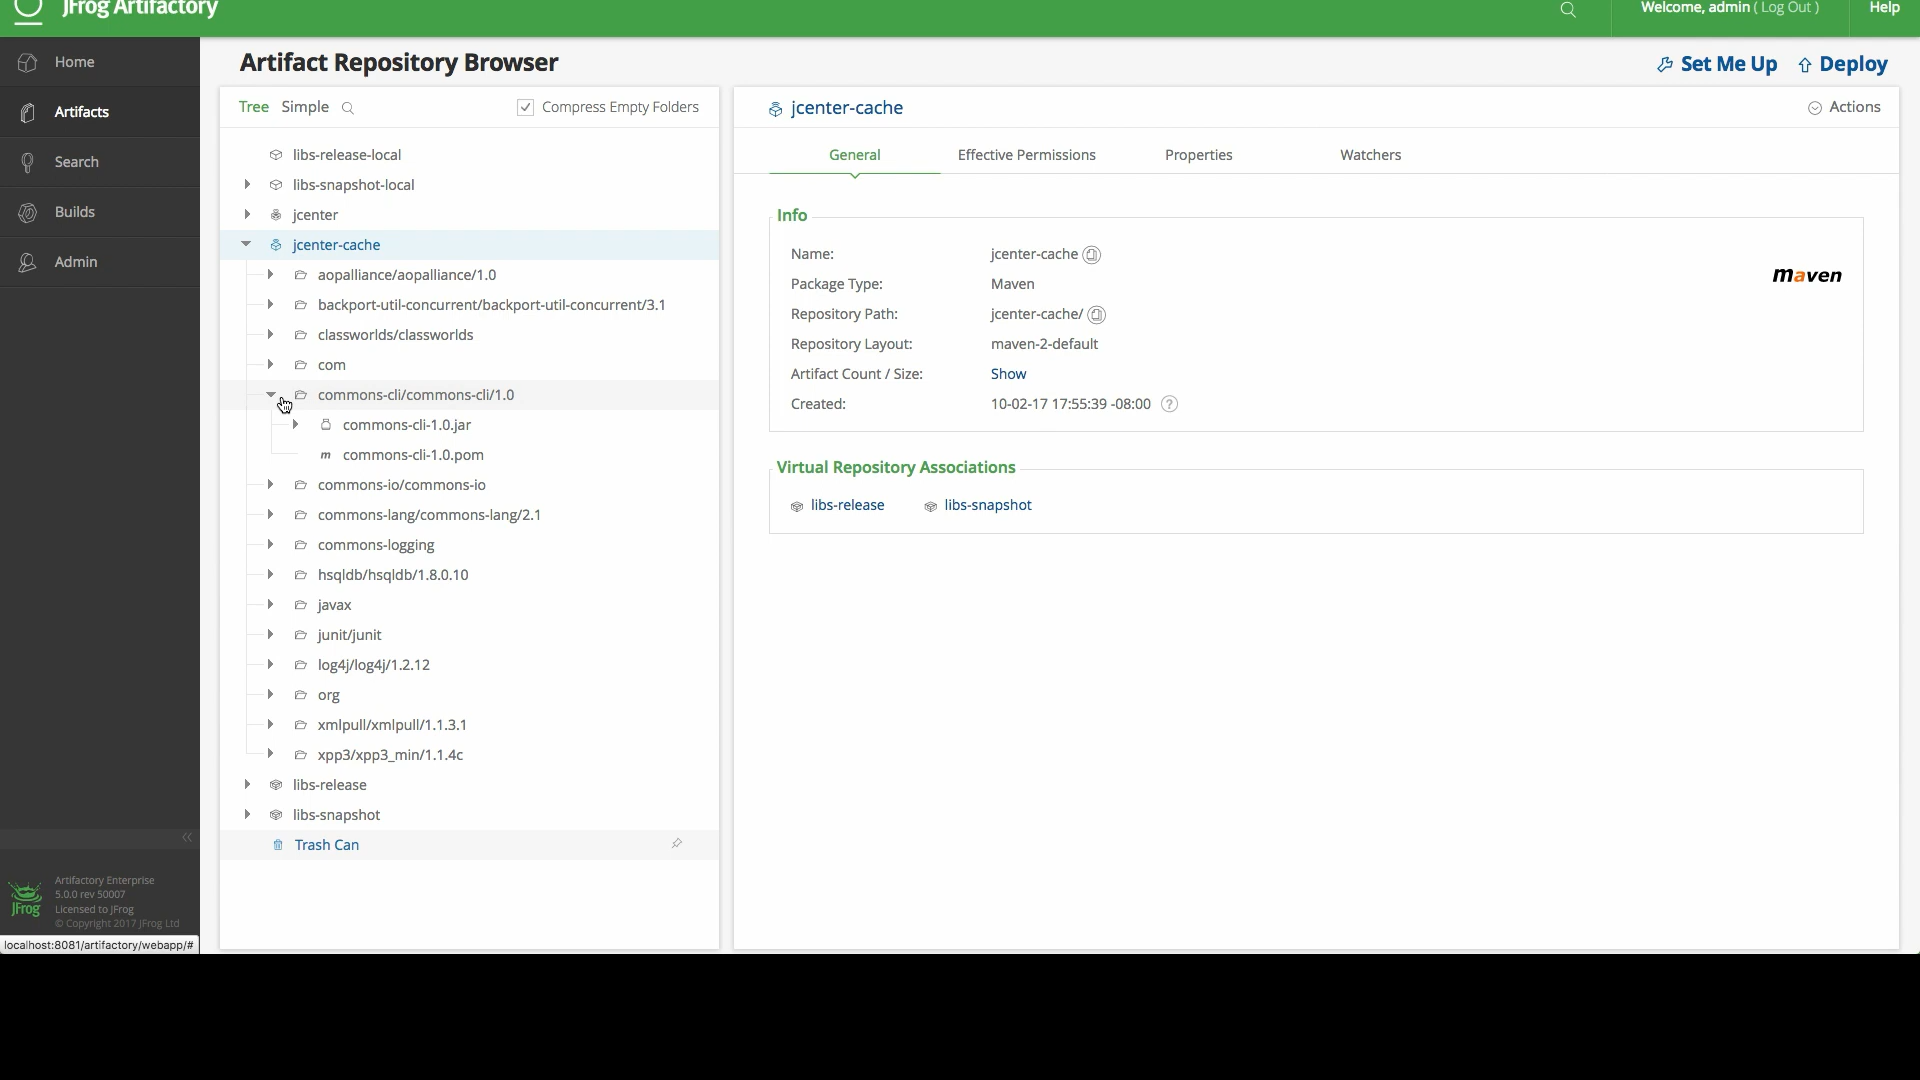 JFrog Artifactory
Welcome, admin ( Log Out )
Help
Home
Artifacts
Search
Builds
Admin
Artifact Repository Browser
Set Me Up
Deploy
Tree
Simple
Compress Empty Folders
libs-release-local
libs-snapshot-local
jcenter
jcenter-cache
aopalliance/aopalliance/1.0
backport-util-concurrent/backport-util-concurrent/3.1
classworlds/classworlds
com
commons-cli/commons-cli/1.0
commons-cli-1.0.jar
m commons-cli-1.0.pom
commons-io/commons-io
commons-lang/commons-lang/2.1
commons-logging
hsqldb/hsqldb/1.8.0.10
javax
junit/junit
log4j/log4j/1.2.12
org
xmlpull/xmlpull/1.1.3.1
xpp3/xpp3_min/1.1.4c
libs-release
libs-snapshot
Trash Can
jcenter-cache
Actions
General
Effective Permissions
Properties
Watchers
Info
Name: jcenter-cache
Package Type: Maven
Repository Path: jcenter-cache/
Repository Layout: maven-2-default
Artifact Count / Size: Show
Created: 10-02-17 17:55:39 -08:00 ?
maven
Virtual Repository Associations
libs-release
libs-snapshot
JFrog
Artifactory Enterprise
5.0.0 rev 50007
Licensed to JFrog
© Copyright 2017 JFrog Ltd
localhost:8081/artifactory/webapp/#